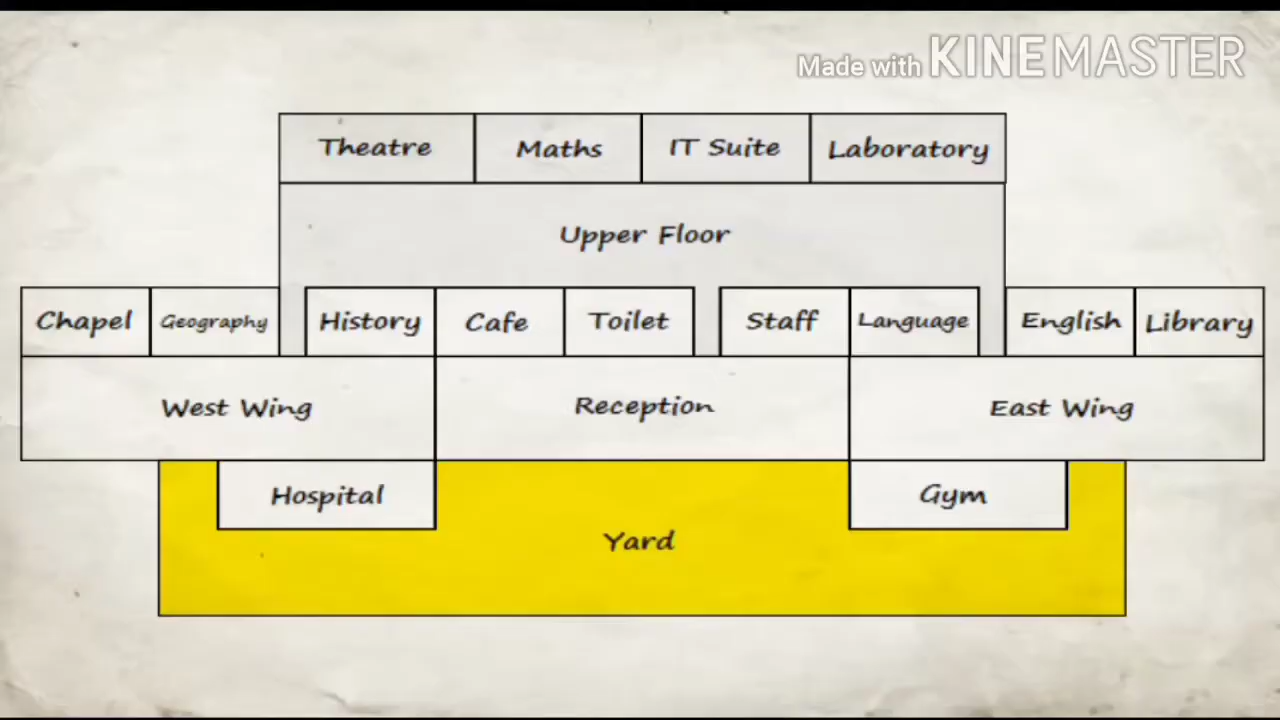 Made with KINEMASTER
Theatre Maths IT Suite Laboratory
Upper Floor
Chapel Geography History Cafe Toilet Staff Language English Library
West Wing Reception East Wing
Hospital Gym
Yard